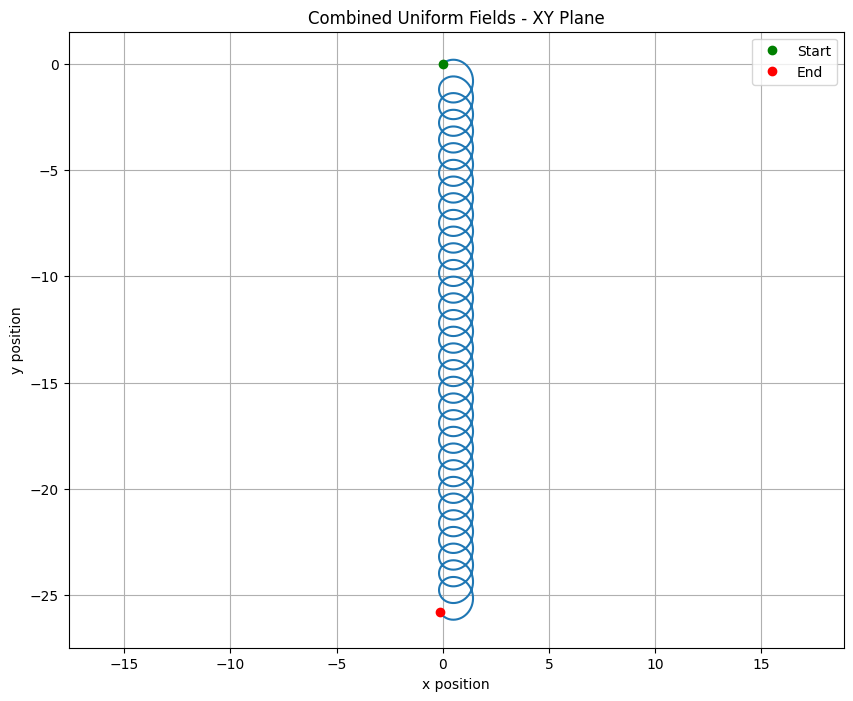 Combined Uniform Fields - XY Plane
Start
End
0
−5
−10
−15
−20
−25
y position
−15
−10
−5
0
5
10
15
x position